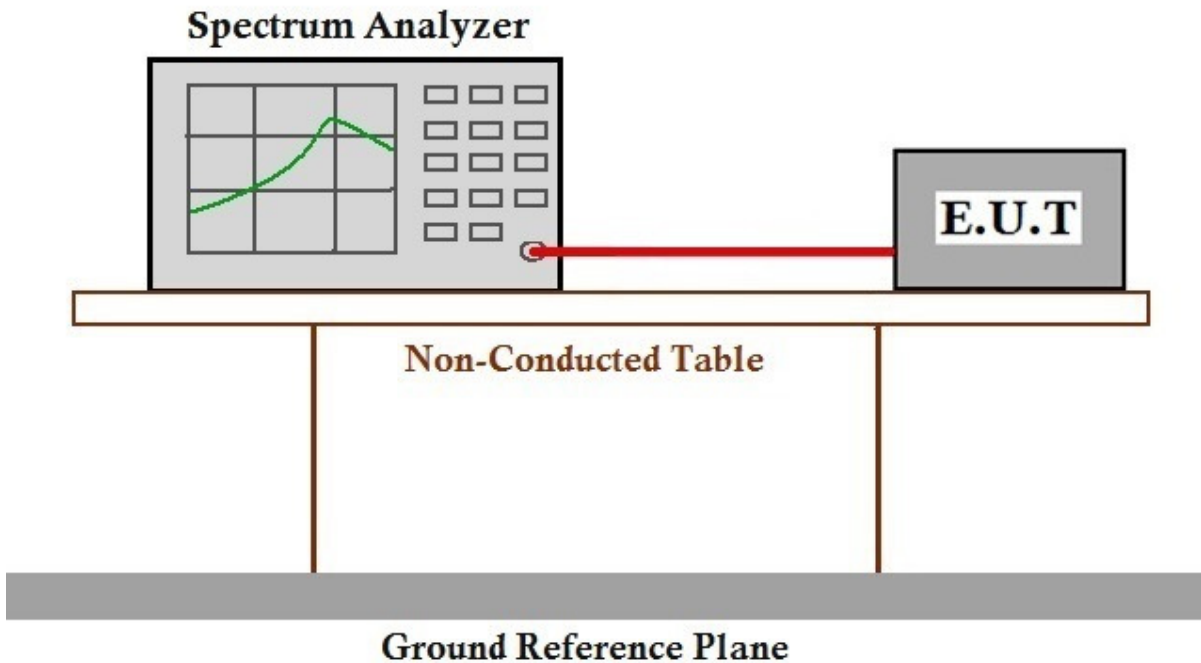 Spectrum Analyzer
E.U.T
Non-Conducted Table
Ground Reference Plane